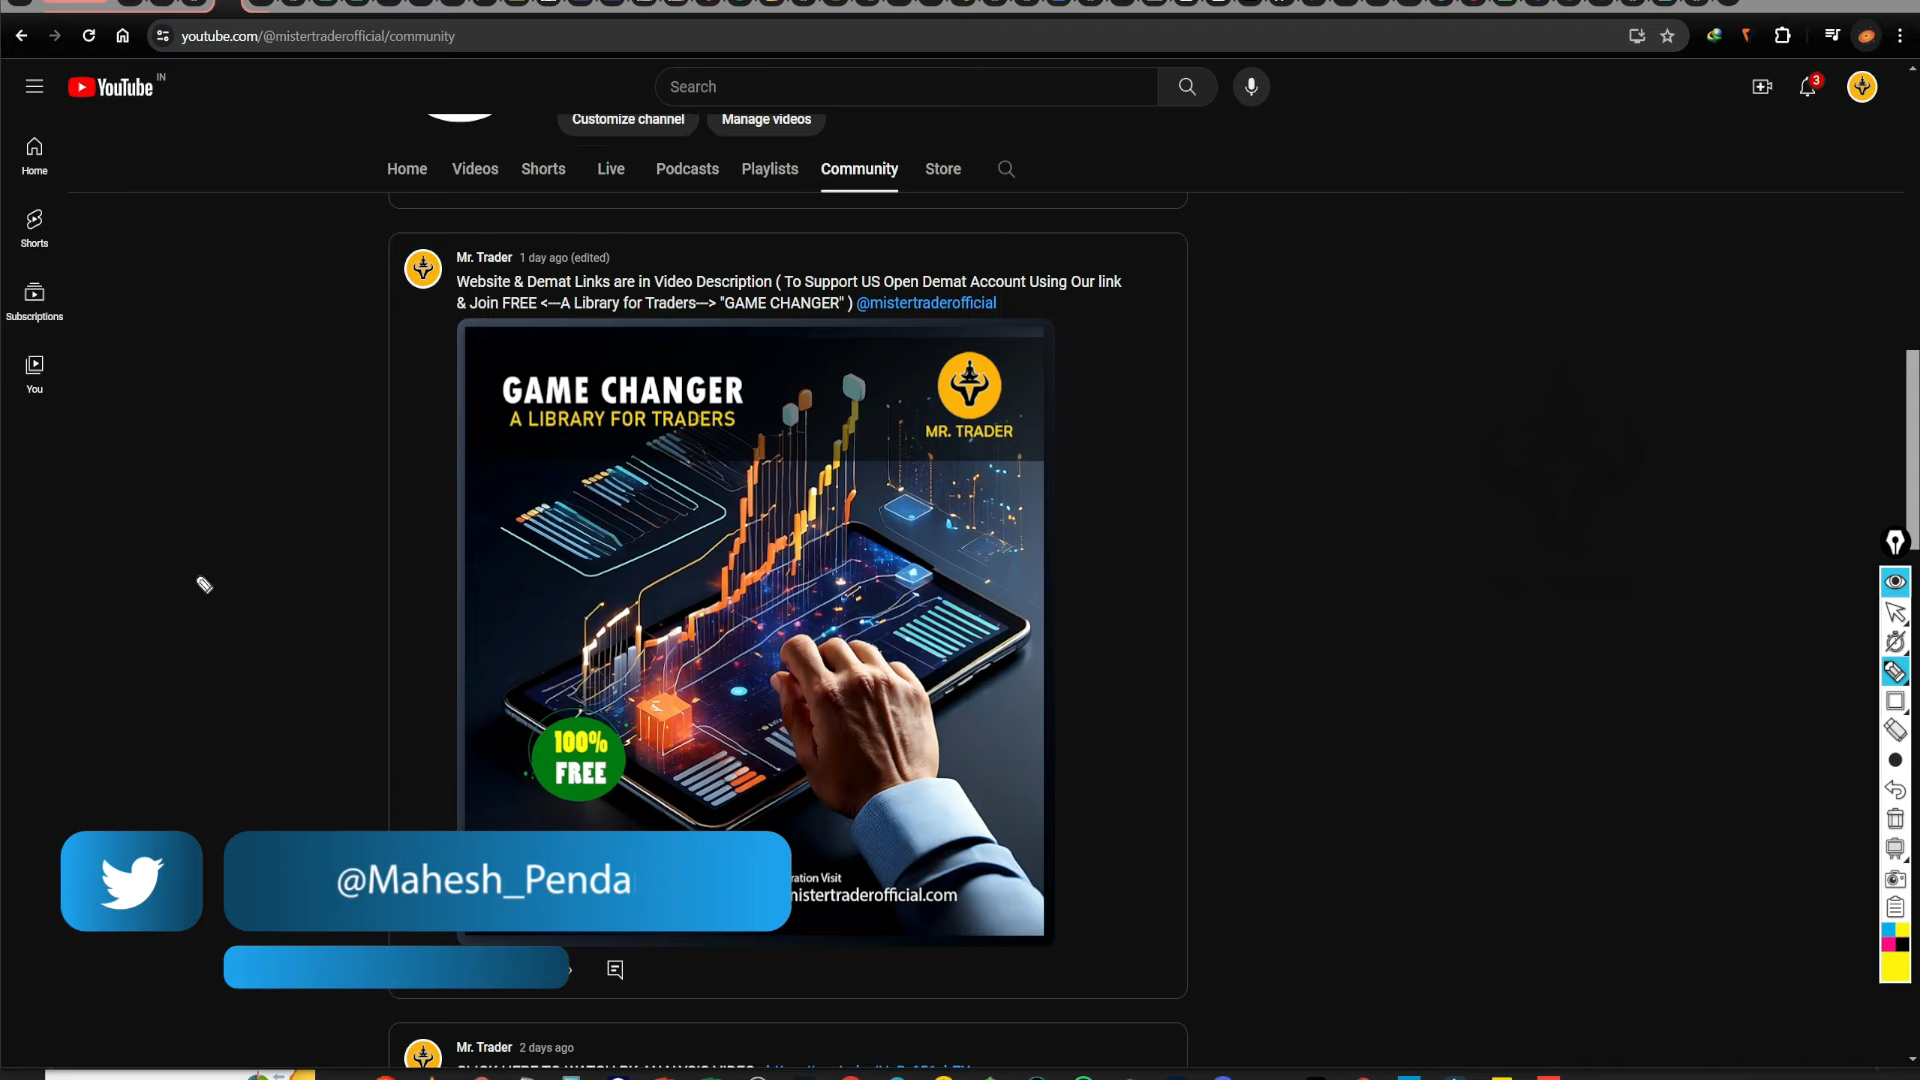 youtube.com/@mistertraderofficial/community
YouTube IN
Search
3
Customize channel
Manage videos
Home
Videos
Shorts
Live
Podcasts
Playlists
Community
Store
Home
Shorts
Subscriptions
You
Mr. Trader 1 day ago (edited)
Website & Demat Links are in Video Description ( To Support US Open Demat Account Using Our link
& Join FREE <---A Library for Traders---> "GAME CHANGER" ) @mistertraderofficial
GAME CHANGER
A LIBRARY FOR TRADERS
MR. TRADER
100%
FREE
@Mahesh_Penda
Visit
mistertraderofficial.com
Mr. Trader 2 days ago